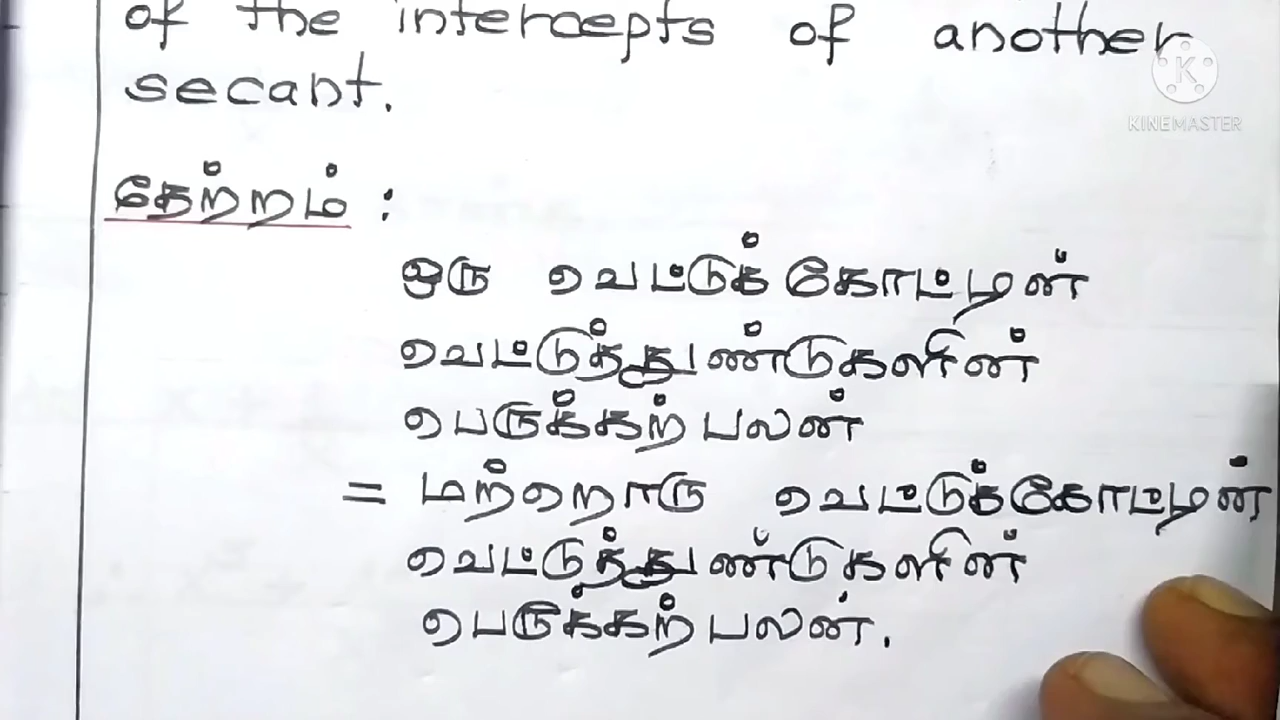 of the intercepts of another
secant.
K
KINEMASTER
தேற்றம் :
ஒரு வெட்டுக்கோட்டின்
வெட்டுத்துண்டுகளின்
பெருக்கற்பலன்
= மற்றொரு வெட்டுக்கோட்டின்
வெட்டுத்துண்டுகளின்
பெருக்கற்பலன்.